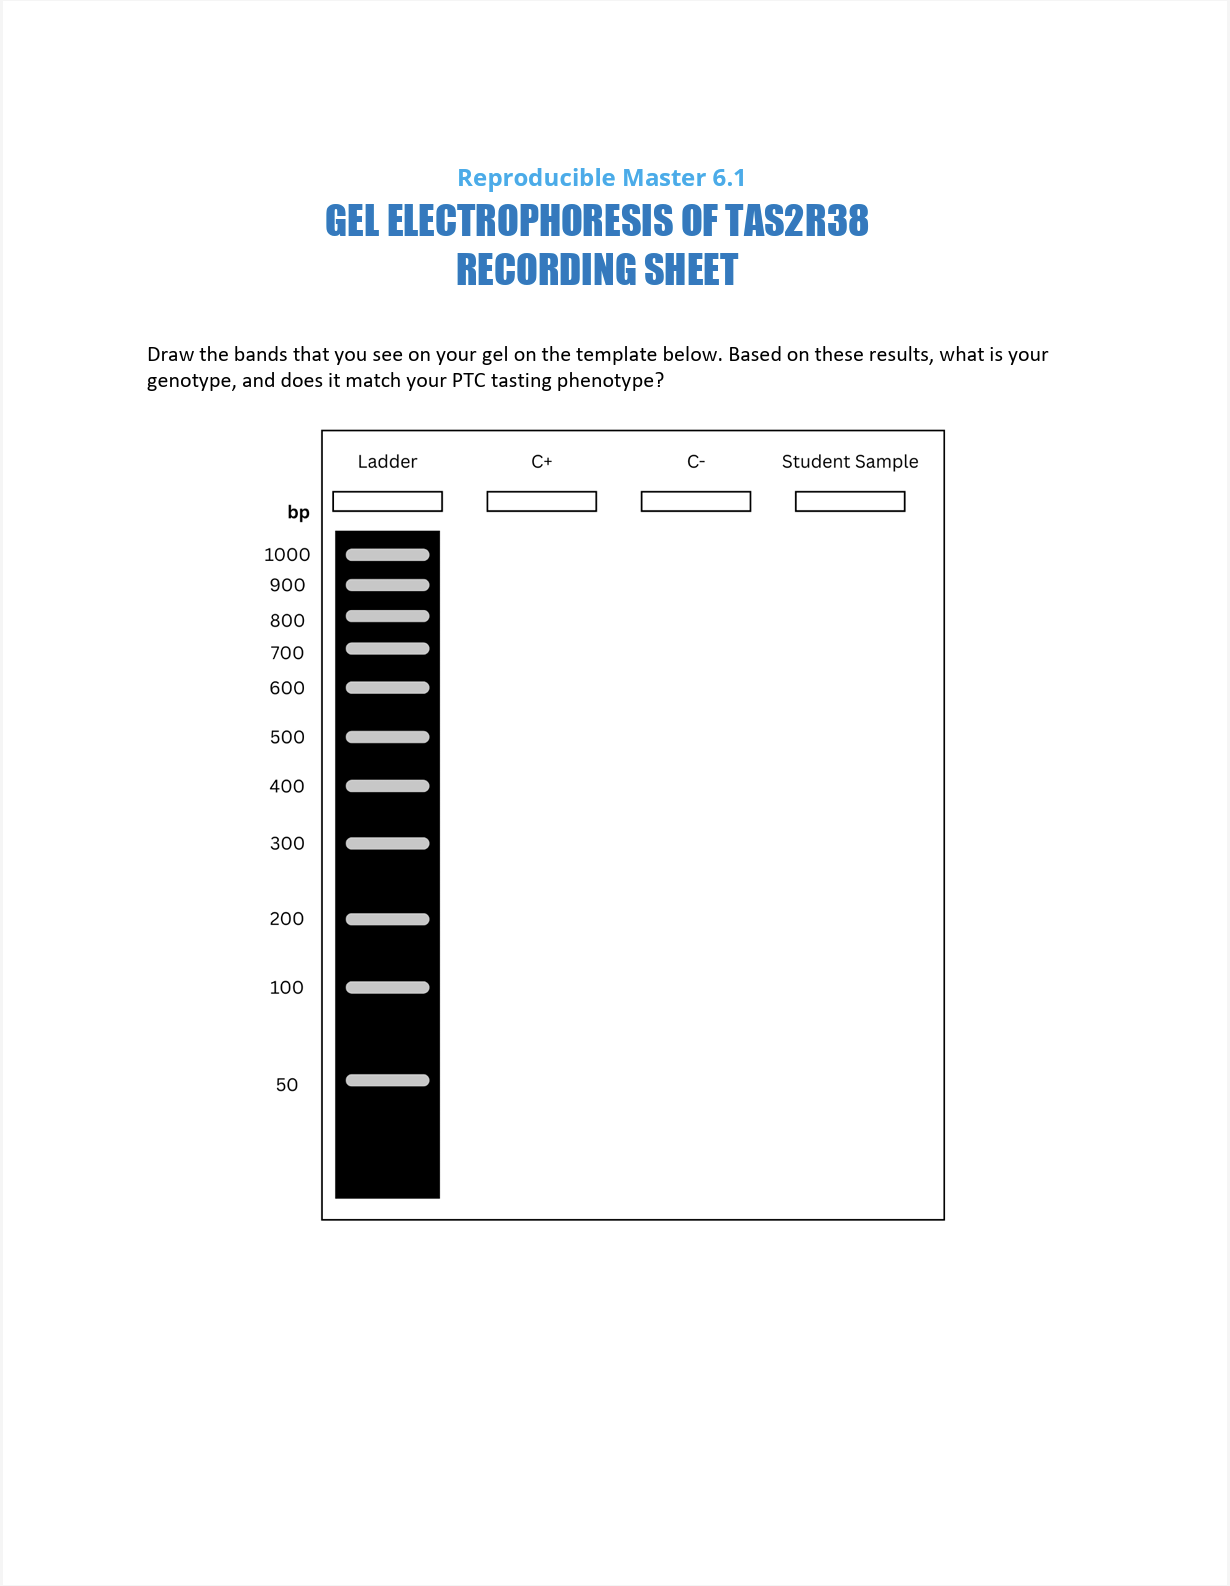 Reproducible Master 6.1
GEL ELECTROPHORESIS OF TAS2R38
RECORDING SHEET
Draw the bands that you see on your gel on the template below. Based on these results, what is your
genotype, and does it match your PTC tasting phenotype?
Ladder C+ C- Student Sample
bp
1000
900
800
700
600
500
400
300
200
100
50